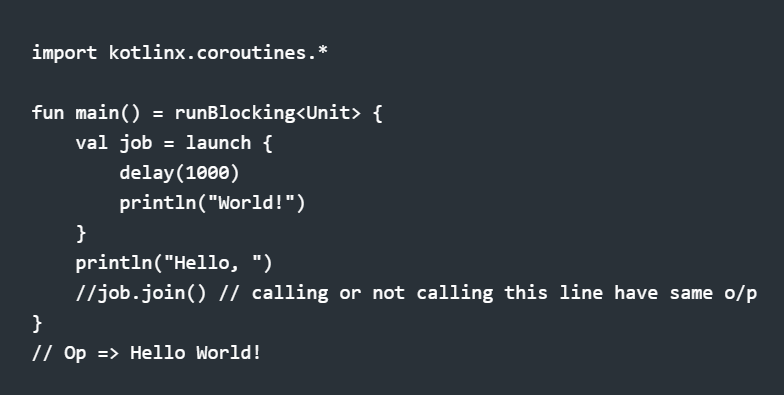 import kotlinx.coroutines.*
fun main() = runBlocking<Unit> {
    val job = launch {
        delay(1000)
        println("World!")
    }
    println("Hello, ")
    //job.join() // calling or not calling this line have same o/p
}
// Op => Hello World!